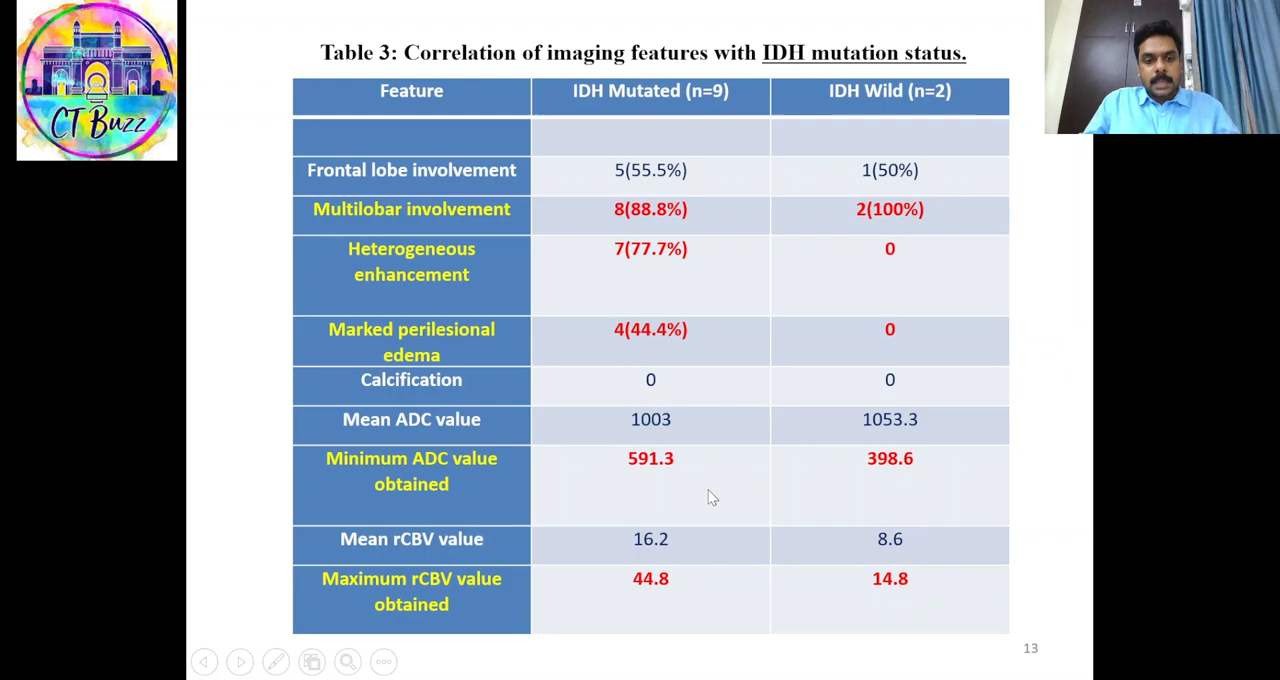 CT Buzz
Table 3: Correlation of imaging features with IDH mutation status.
Feature IDH Mutated (n=9) IDH Wild (n=2)
Frontal lobe involvement 5(55.5%) 1(50%)
Multilobar involvement 8(88.8%) 2(100%)
Heterogeneous 7(77.7%) 0
enhancement
Marked perilesional 4(44.4%) 0
edema
Calcification 0 0
Mean ADC value 1003 1053.3
Minimum ADC value 591.3 398.6
obtained
Mean rCBV value 16.2 8.6
Maximum rCBV value 44.8 14.8
obtained
13